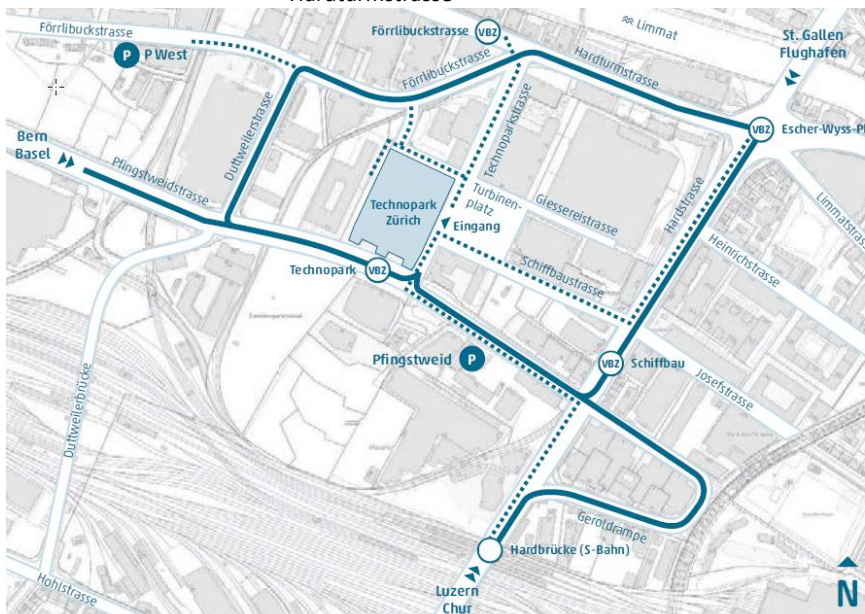 Hardturmstrasse
Förrlibuckstrasse
P
P West
Förrlibuckstrasse
VBZ
Limmat
St. Gallen
Flughafen
Förrlibuckstrasse
Hardturmstrasse
VBZ
Escher-Wyss-Pl
Bern
Basel
Pfingstweidstrasse
Duttweilerstrasse
Technoparkstrasse
Technopark
Zürich
Turbinen-
platz
Eingang
Giessereistrasse
Hardstrasse
Limmatstr
Heinrichstrasse
Technopark
VBZ
Schiffbaustrasse
Pfingstweid
P
VBZ
Schiffbau
Josefstrasse
Duttweilerbrücke
Gerotdrampe
Hardbrücke (S-Bahn)
Hohlstrasse
Luzern
Chur
N